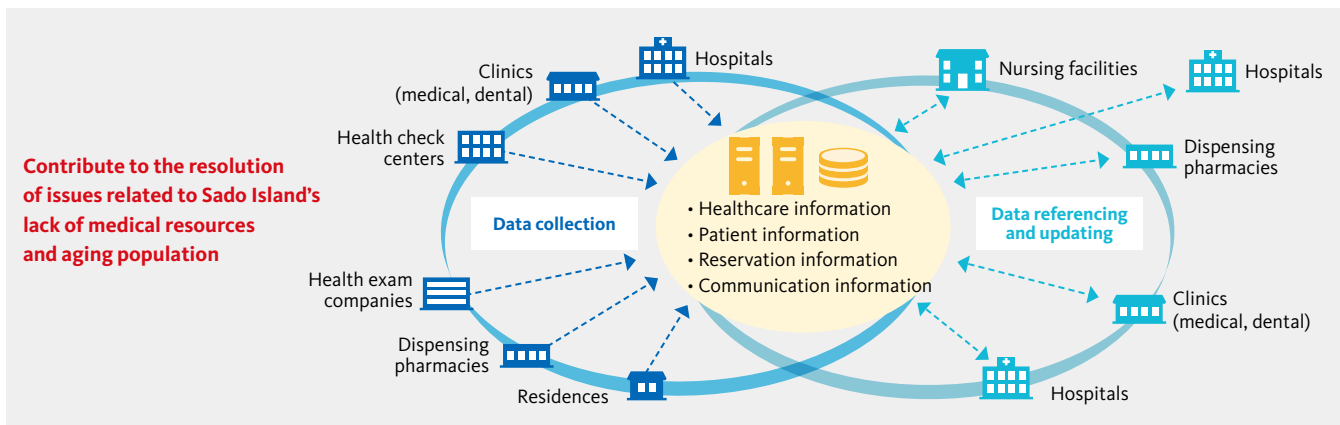 Contribute to the resolution
of issues related to Sado Island’s
lack of medical resources
and aging population
Hospitals
Clinics
(medical, dental)
Health check
centers
Data collection
Health exam
companies
Dispensing
pharmacies
Residences
• Healthcare information
• Patient information
• Reservation information
• Communication information
Nursing facilities
Hospitals
Dispensing
pharmacies
Data referencing
and updating
Clinics
(medical, dental)
Hospitals